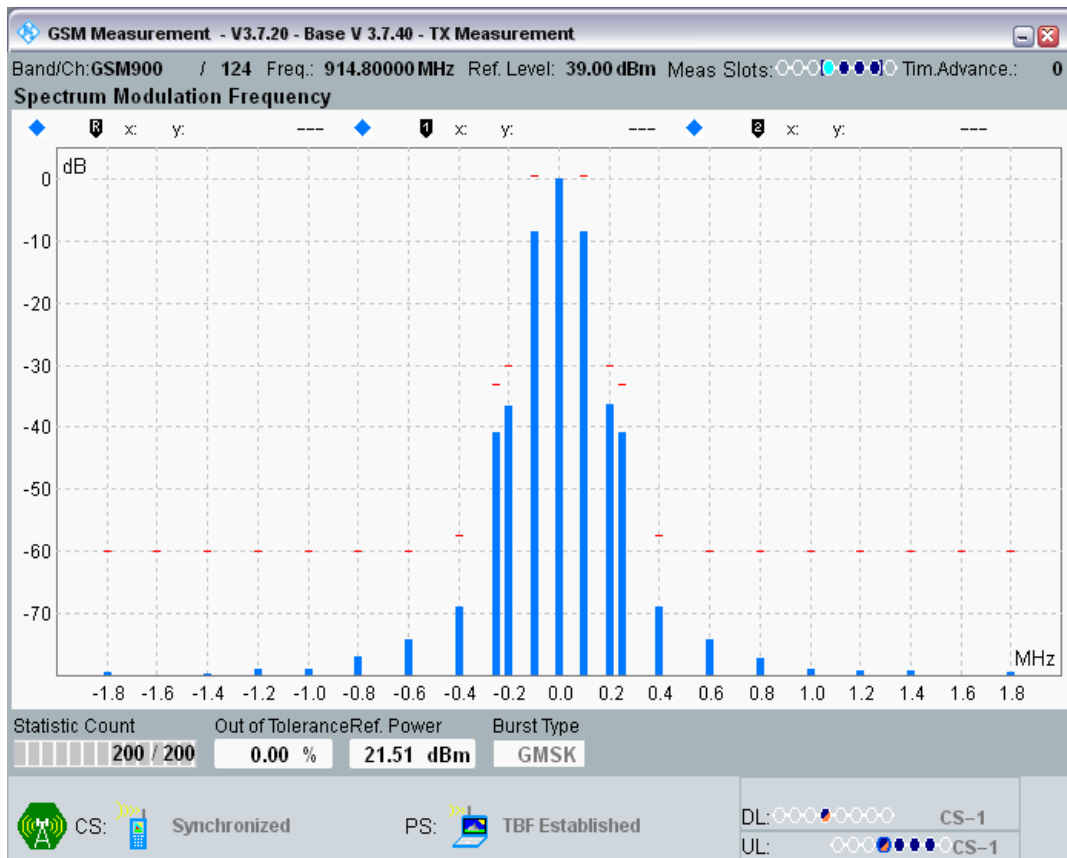 GSM Measurement - V3.7.20 - Base V 3.7.40 - TX Measurement
Band/Ch:GSM900 / 124 Freq.: 914.80000 MHz Ref. Level: 39.00 dBm Meas Slots: Tim.Advance.: 0
Spectrum Modulation Frequency
R x: y: --- 1 x: y: --- 2 x: y: ---
dB
0
-10
-20
-30
-40
-50
-60
-70
MHz
-1.8 -1.6 -1.4 -1.2 -1.0 -0.8 -0.6 -0.4 -0.2 0.0 0.2 0.4 0.6 0.8 1.0 1.2 1.4 1.6 1.8
Statistic Count Out of Tolerance Ref. Power Burst Type
200 / 200 0.00 % 21.51 dBm GMSK
CS: Synchronized PS: TBF Established
DL: CS-1
UL: CS-1